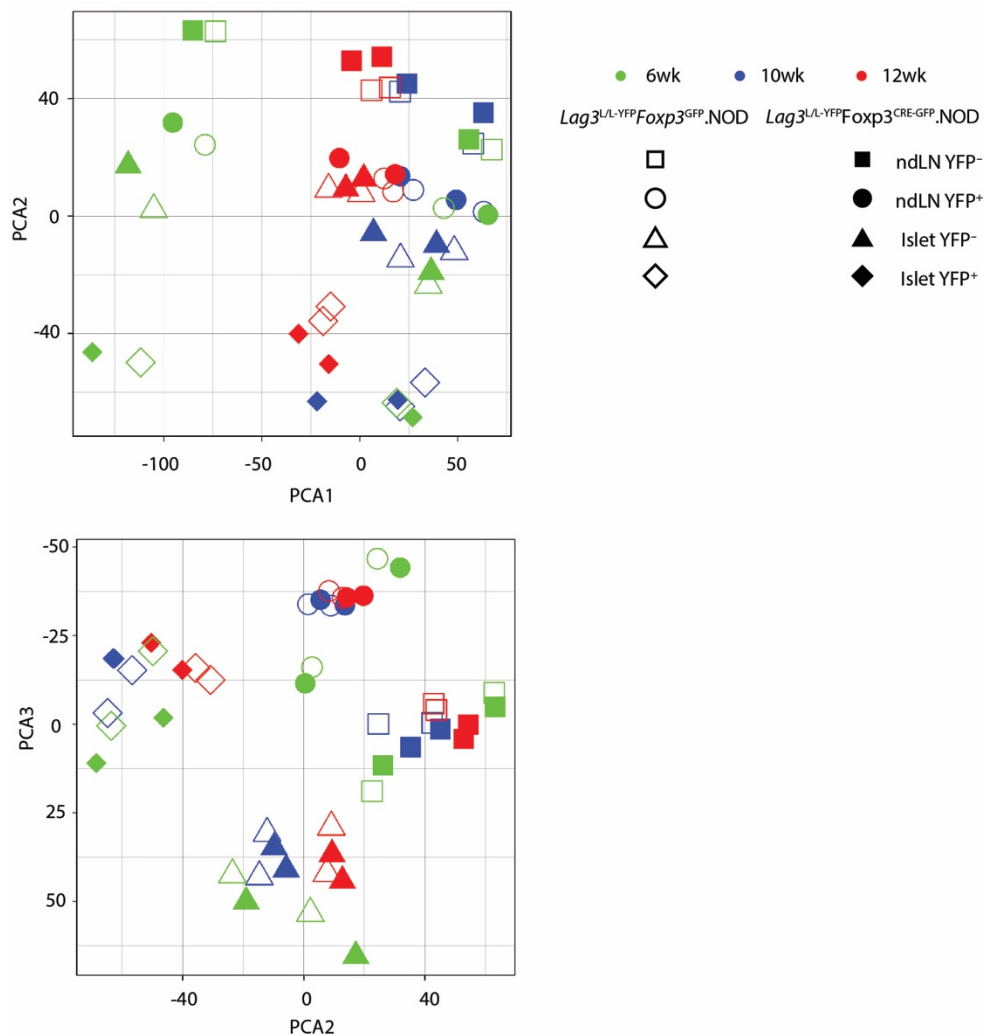 6wk 10wk 12wk
Lag3ᴸ/ᴸ⁻ʸᶠᴾFoxp3ᴳᶠᴾ.NOD Lag3ᴸ/ᴸ⁻ʸᶠᴾFoxp3ᶜᴿᴱ⁻ᴳᶠᴾ.NOD
ndLN YFP⁻
ndLN YFP⁺
Islet YFP⁻
Islet YFP⁺
40
0
-40
PCA2
-100 -50 0 50
PCA1
-50
-25
0
25
50
PCA3
-40 0 40
PCA2